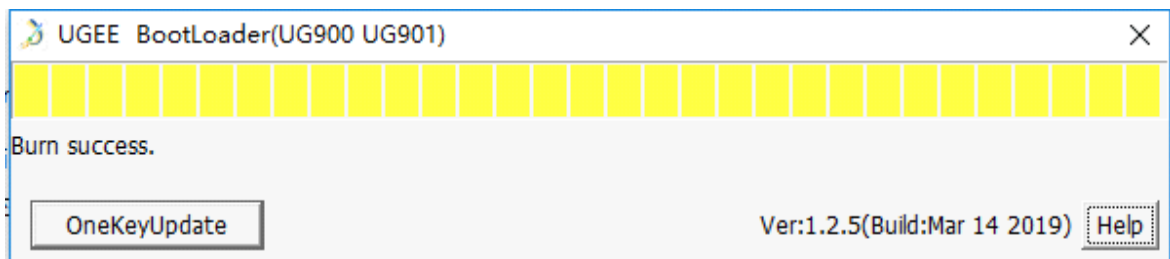 UGEE BootLoader(UG900 UG901)
Burn success.
OneKeyUpdate Ver:1.2.5(Build:Mar 14 2019) Help